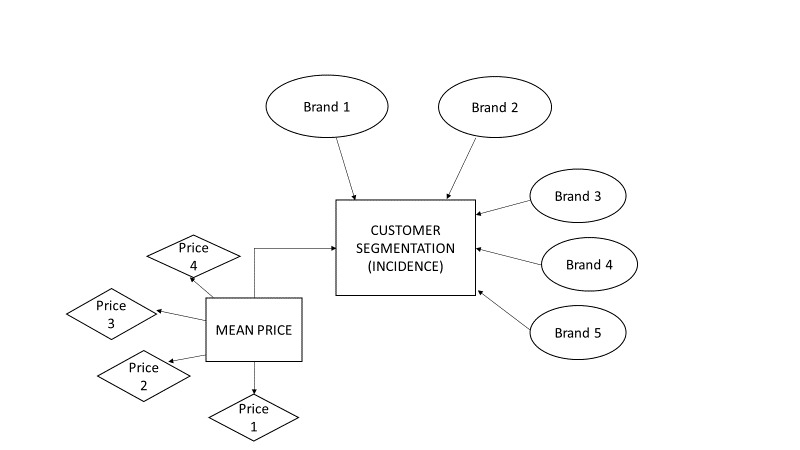 Brand 1
Brand 2
Brand 3
CUSTOMER
SEGMENTATION
(INCIDENCE)
Brand 4
Brand 5
Price
4
Price
3
MEAN PRICE
Price
2
Price
1